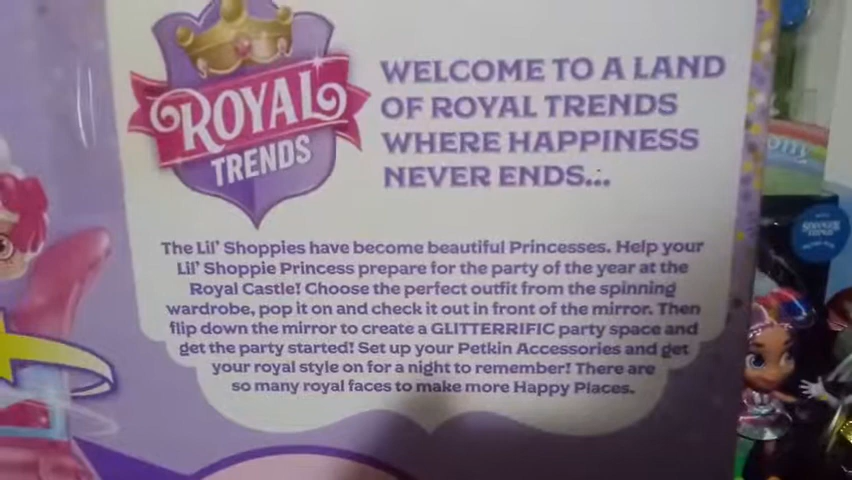 ROYAL
TRENDS
WELCOME TO A LAND
OF ROYAL TRENDS
WHERE HAPPINESS
NEVER ENDS...
The Lil' Shoppies have become beautiful Princesses. Help your
Lil' Shoppie Princess prepare for the party of the year at the
Royal Castle! Choose the perfect outfit from the spinning
wardrobe, pop it on and check it out in front of the mirror. Then
flip down the mirror to create a GLITTERRIFIC party space and
get the party started! Set up your Petkin Accessories and get
your royal style on for a night to remember! There are
so many royal faces to make more Happy Places.